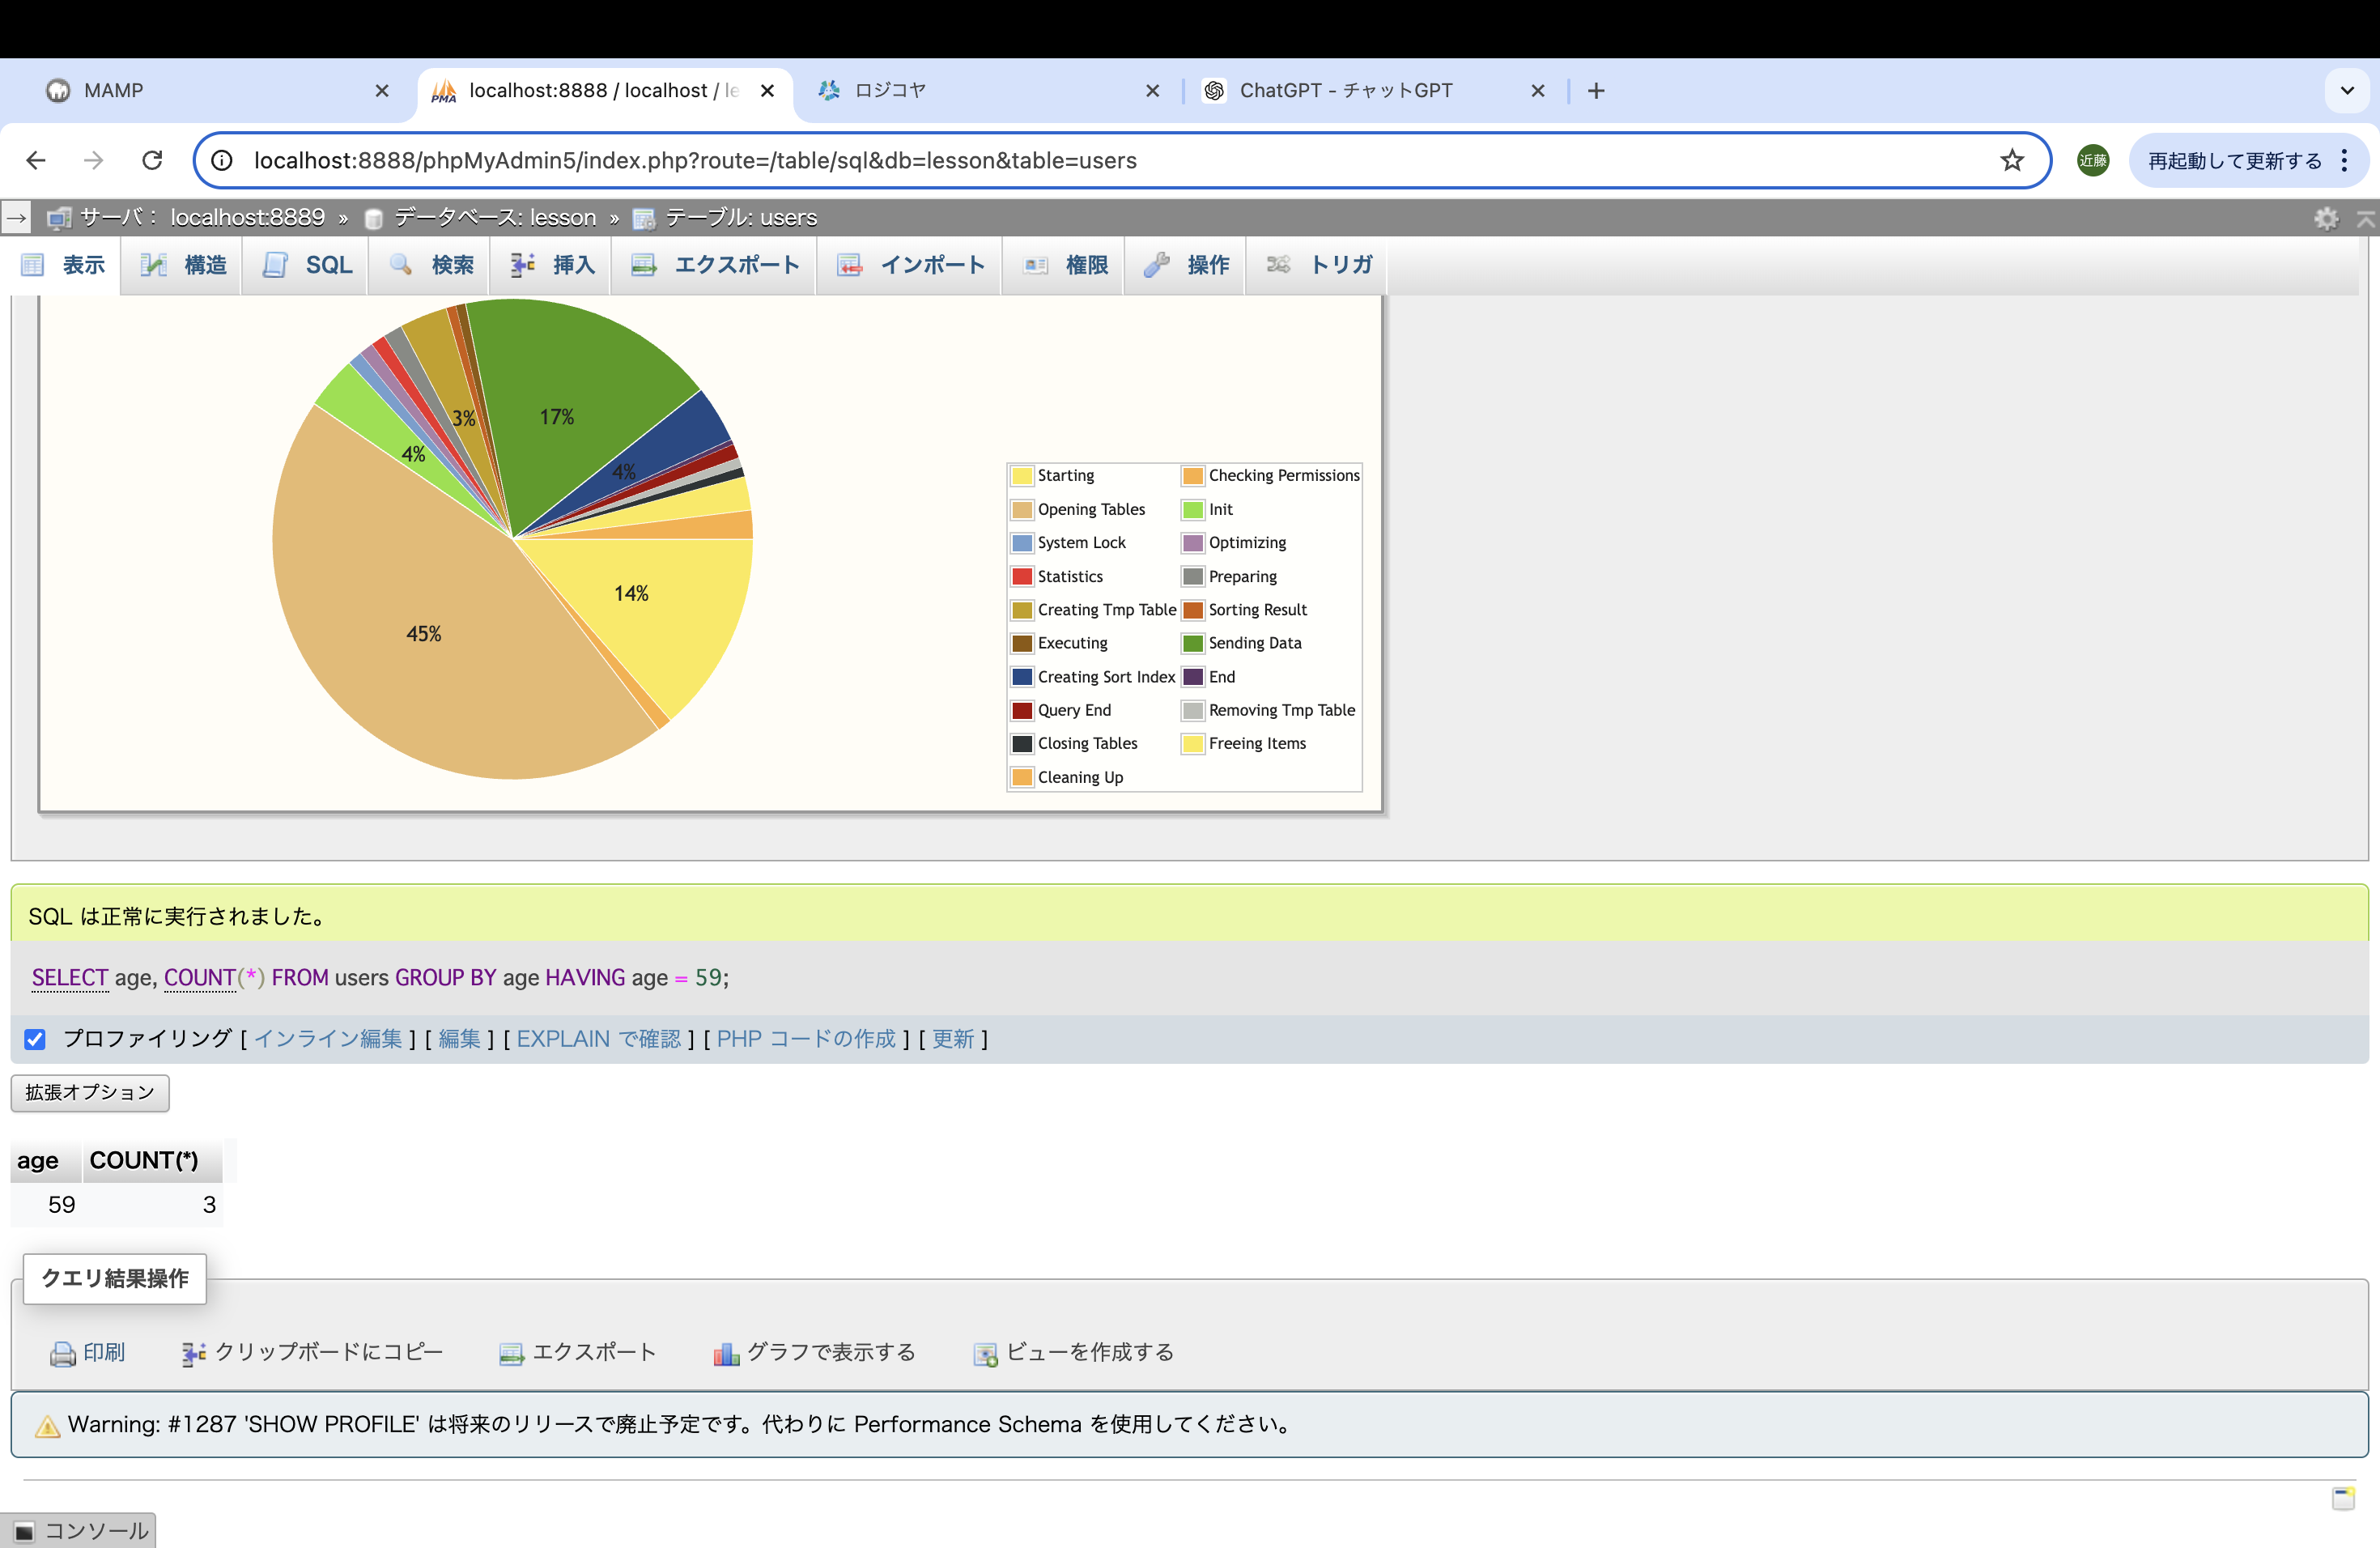 MAMP
localhost:8888 / localhost / le
ロジコヤ
ChatGPT - チャットGPT
localhost:8888/phpMyAdmin5/index.php?route=/table/sql&db=lesson&table=users
近藤
再起動して更新する
サーバ: localhost:8889 » データベース: lesson » テーブル: users
表示 構造 SQL 検索 挿入 エクスポート インポート 権限 操作 トリガ
3%
17%
4%
4%
14%
45%
Starting Checking Permissions
Opening Tables Init
System Lock Optimizing
Statistics Preparing
Creating Tmp Table Sorting Result
Executing Sending Data
Creating Sort Index End
Query End Removing Tmp Table
Closing Tables Freeing Items
Cleaning Up
SQL は正常に実行されました。
SELECT age, COUNT(*) FROM users GROUP BY age HAVING age = 59;
プロファイリング [ インライン編集 ] [ 編集 ] [ EXPLAIN で確認 ] [ PHP コードの作成 ] [ 更新 ]
拡張オプション
age COUNT(*)
59 3
クエリ結果操作
印刷 クリップボードにコピー エクスポート グラフで表示する ビューを作成する
Warning: #1287 'SHOW PROFILE' は将来のリリースで廃止予定です。代わりに Performance Schema を使用してください。
コンソール